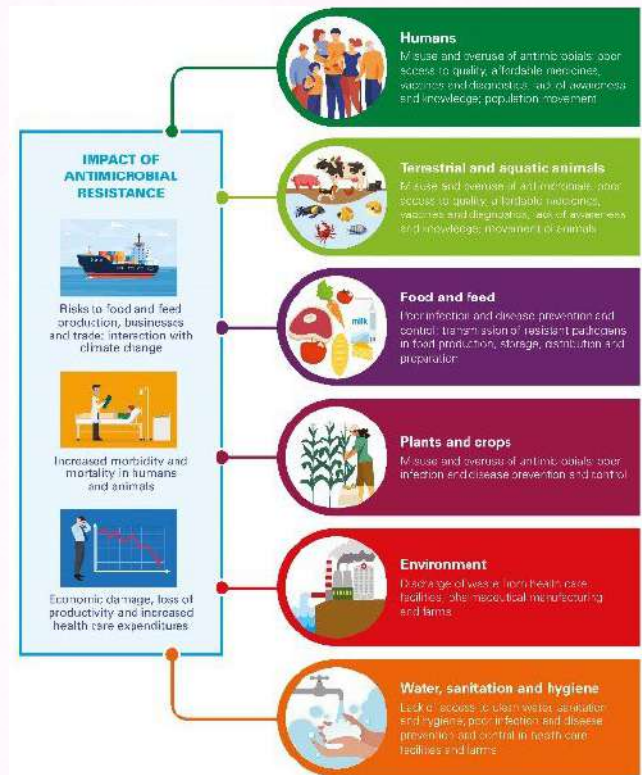 IMPACT OF
ANTIMICROBIAL
RESISTANCE
Risks to food and feed
production, businesses
and trade; interaction with
climate change
Increased morbidity and
mortality in humans
and animals
Economic damage, loss of
productivity and increased
health care expenditures
Humans
Misuse and overuse of antimicrobials; poor
access to quality, affordable medicines,
vaccines and diagnostics; lack of awareness
and knowledge; population movement
Terrestrial and aquatic animals
Misuse and overuse of antimicrobials; poor
access to quality, affordable medicines,
vaccines and diagnostics; lack of awareness
and knowledge; movement of animals
Food and feed
Poor infection and disease prevention and
control; transmission of resistant pathogens
in food production, storage, distribution and
preparation
milk
Plants and crops
Misuse and overuse of antimicrobials; poor
infection and disease prevention and control
Environment
Discharge of waste from health care
facilities, pharmaceutical manufacturing
and farms
Water, sanitation and hygiene
Lack of access to clean water, sanitation
and hygiene; poor infection and disease
prevention and control in health care
facilities and farms